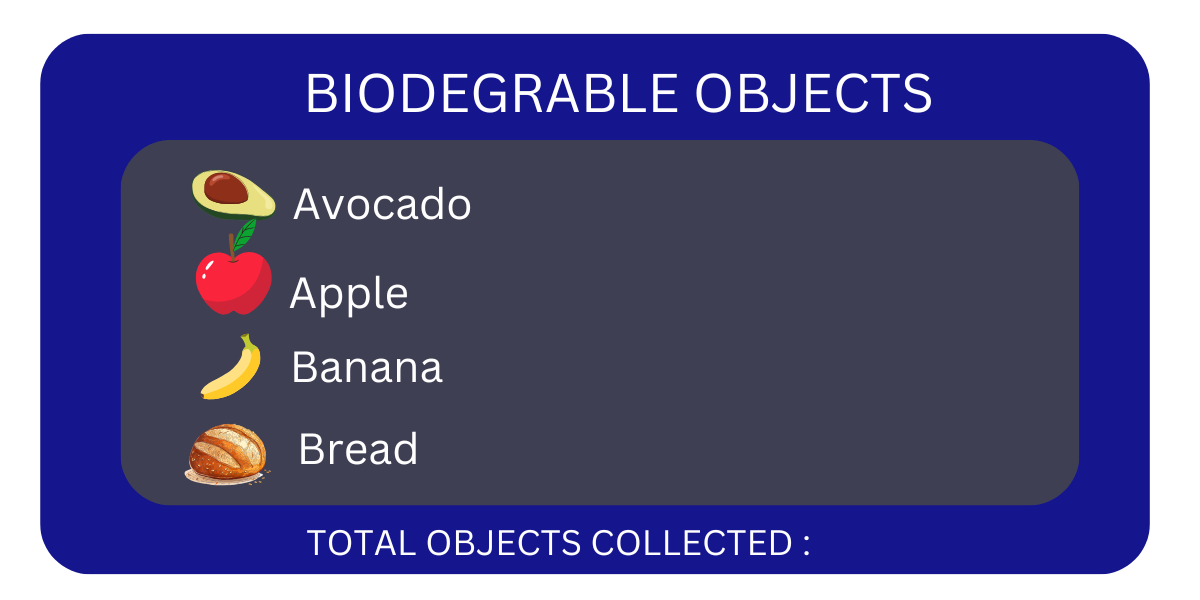 BIODEGRABLE OBJECTS
Avocado
Apple
Banana
Bread
TOTAL OBJECTS COLLECTED :